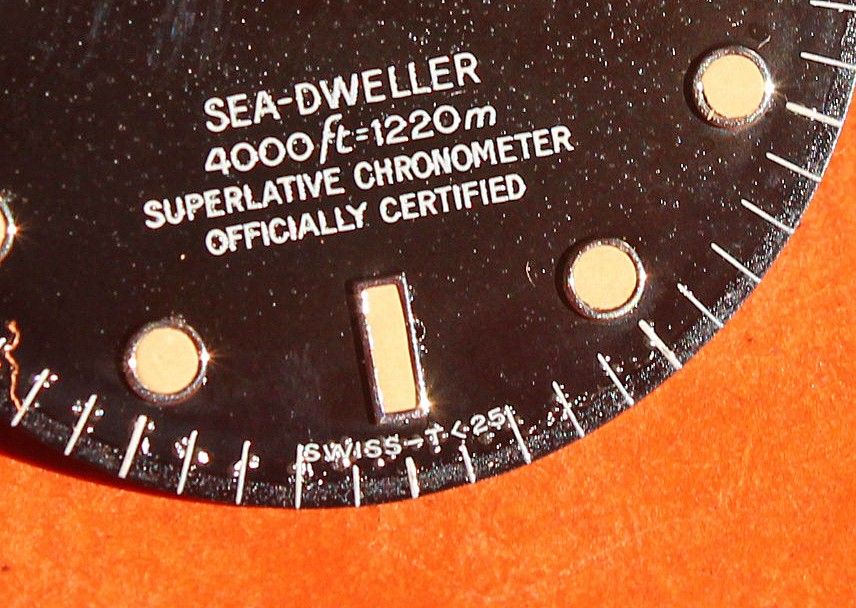 SEA-DWELLER
4000ft=1220m
SUPERLATIVE CHRONOMETER
OFFICIALLY CERTIFIED
SWISS-T<25